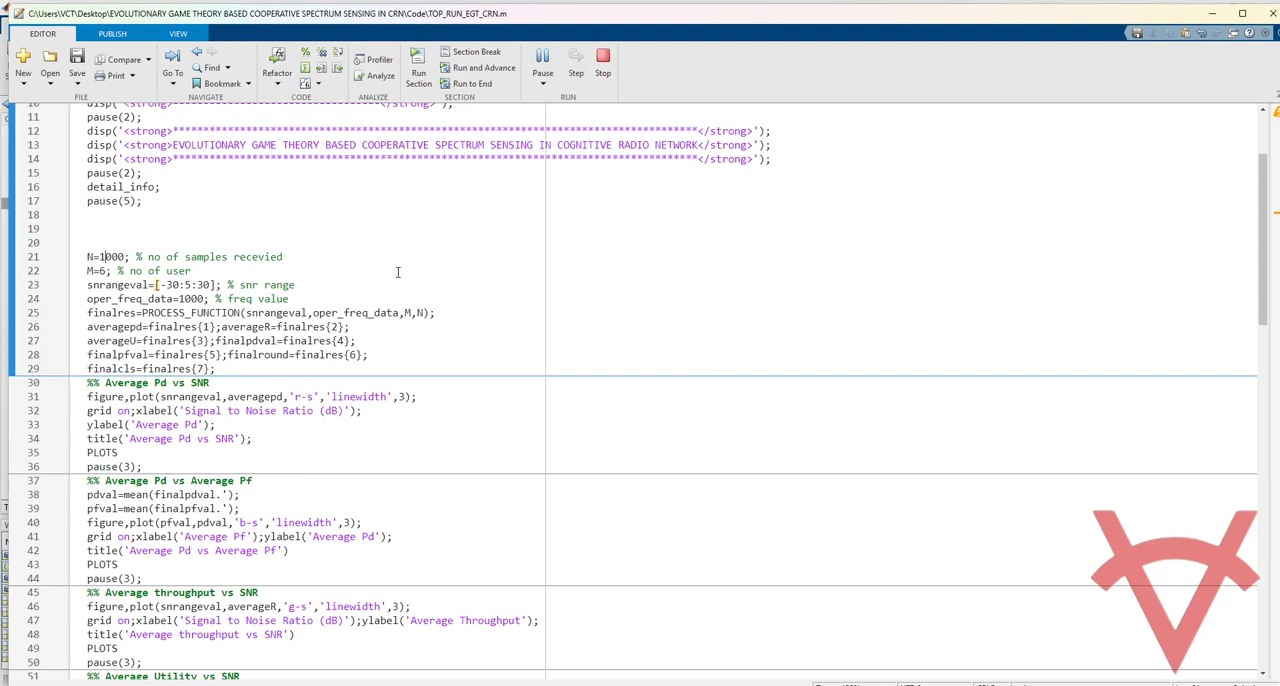 C:\Users\VCT\Desktop\EVOLUTIONARY GAME THEORY BASED COOPERATIVE SPECTRUM SENSING IN CRN\Code\TOP_RUN_EGT_CRN.m
EDITOR PUBLISH VIEW
New Open Save Compare Print Go To Find Bookmark Refactor Profiler Analyze Run Section Section Break Run and Advance Run to End Pause Step Stop
FILE NAVIGATE CODE ANALYZE SECTION RUN
11 pause(2);
12 disp('<strong>***************************************************************************************</strong>');
13 disp('<strong>EVOLUTIONARY GAME THEORY BASED COOPERATIVE SPECTRUM SENSING IN COGNITIVE RADIO NETWORK</strong>');
14 disp('<strong>***************************************************************************************</strong>');
15 pause(2);
16 detail_info;
17 pause(5);
18
19
20
21 N=1000; % no of samples recevied
22 M=6; % no of user
23 snrangeval=[-30:5:30]; % snr range
24 oper_freq_data=1000; % freq value
25 finalres=PROCESS_FUNCTION(snrangeval,oper_freq_data,M,N);
26 averagepd=finalres{1};averageR=finalres{2};
27 averageU=finalres{3};finalpdval=finalres{4};
28 finalpfval=finalres{5};finalround=finalres{6};
29 finalcls=finalres{7};
30 %% Average Pd vs SNR
31 figure,plot(snrangeval,averagepd,'r-s','linewidth',3);
32 grid on;xlabel('Signal to Noise Ratio (dB)');
33 ylabel('Average Pd');
34 title('Average Pd vs SNR');
35 PLOTS
36 pause(3);
37 %% Average Pd vs Average Pf
38 pdval=mean(finalpdval.');
39 pfval=mean(finalpfval.');
40 figure,plot(pfval,pdval,'b-s','linewidth',3);
41 grid on;xlabel('Average Pf');ylabel('Average Pd');
42 title('Average Pd vs Average Pf')
43 PLOTS
44 pause(3);
45 %% Average throughput vs SNR
46 figure,plot(snrangeval,averageR,'g-s','linewidth',3);
47 grid on;xlabel('Signal to Noise Ratio (dB)');ylabel('Average Throughput');
48 title('Average throughput vs SNR')
49 PLOTS
50 pause(3);
51 %% Average Utility vs SNR